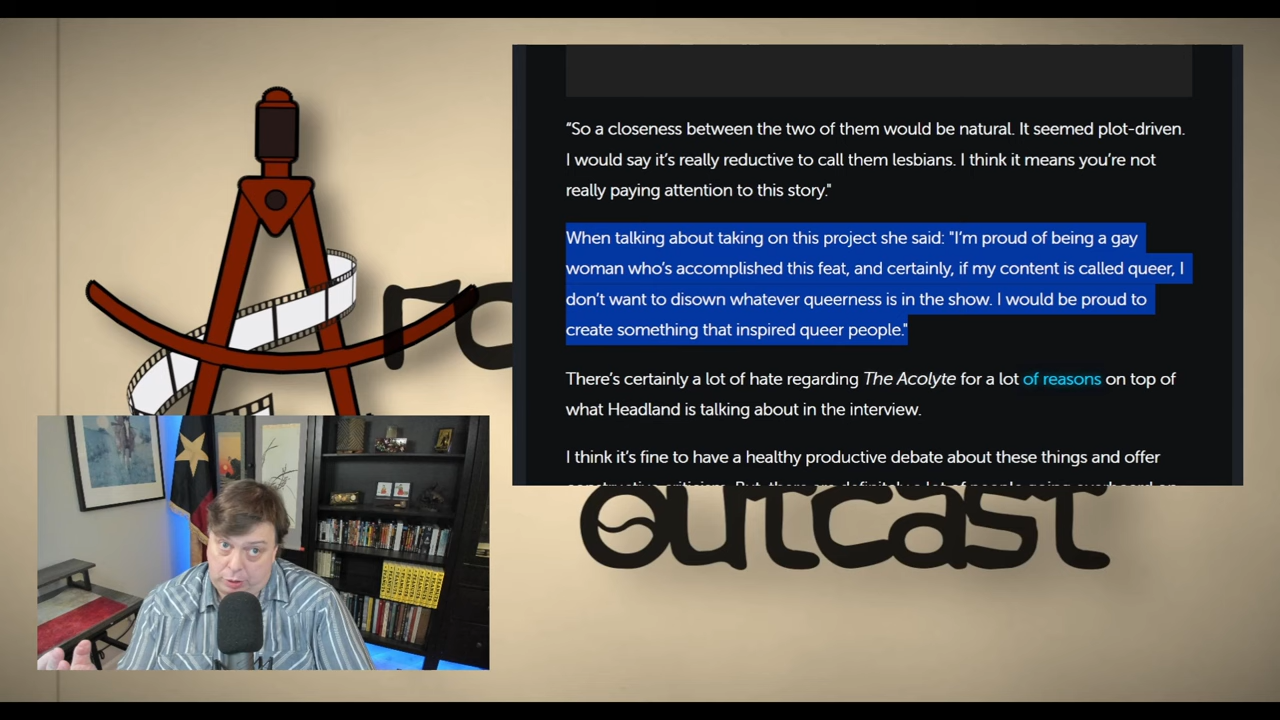 “So a closeness between the two of them would be natural. It seemed plot-driven.
I would say it’s really reductive to call them lesbians. I think it means you’re not
really paying attention to this story."
When talking about taking on this project she said: "I’m proud of being a gay
woman who’s accomplished this feat, and certainly, if my content is called queer, I
don’t want to disown whatever queerness is in the show. I would be proud to
create something that inspired queer people."
There’s certainly a lot of hate regarding The Acolyte for a lot of reasons on top of
what Headland is talking about in the interview.
I think it’s fine to have a healthy productive debate about these things and offer
outcast